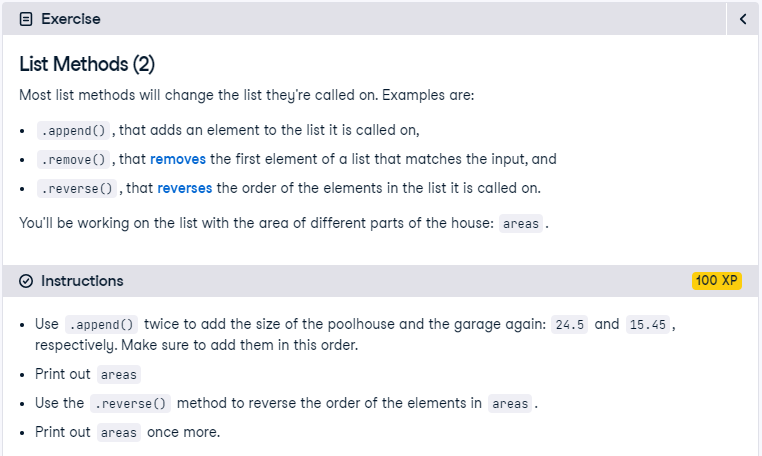 Exercise
List Methods (2)
Most list methods will change the list they're called on. Examples are:
• .append(), that adds an element to the list it is called on,
• .remove(), that removes the first element of a list that matches the input, and
• .reverse(), that reverses the order of the elements in the list it is called on.
You'll be working on the list with the area of different parts of the house: areas.
Instructions 100 XP
• Use .append() twice to add the size of the poolhouse and the garage again: 24.5 and 15.45,
respectively. Make sure to add them in this order.
• Print out areas
• Use the .reverse() method to reverse the order of the elements in areas.
• Print out areas once more.